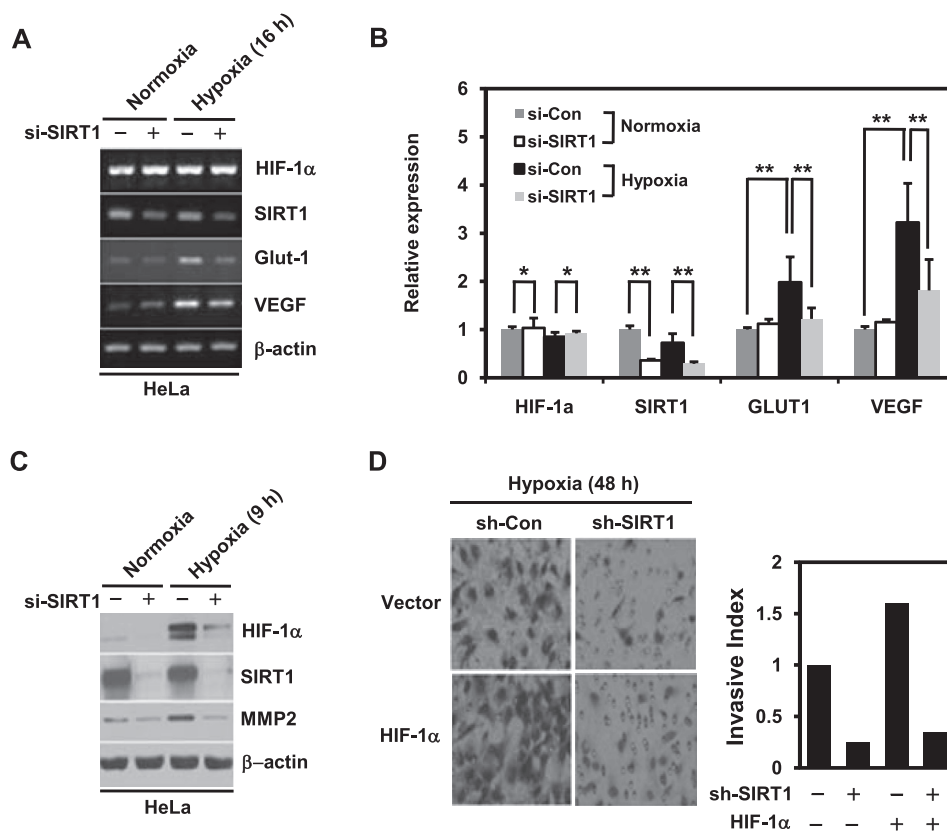 A
Normoxia
Hypoxia (16 h)
si-SIRT1 – + – +
HIF-1α
SIRT1
Glut-1
VEGF
β-actin
HeLa
B
Relative expression
6
5
4
3
2
1
0
si-Con
si-SIRT1
Normoxia
si-Con
si-SIRT1
Hypoxia
* * ** ** ** ** ** **
HIF-1a SIRT1 GLUT1 VEGF
C
Normoxia
Hypoxia (9 h)
si-SIRT1 – + – +
HIF-1α
SIRT1
MMP2
β–actin
HeLa
D
Hypoxia (48 h)
sh-Con sh-SIRT1
Vector
HIF-1α
Invasive Index
2
1.5
1
0.5
0
sh-SIRT1 – + – +
HIF-1α – – + +